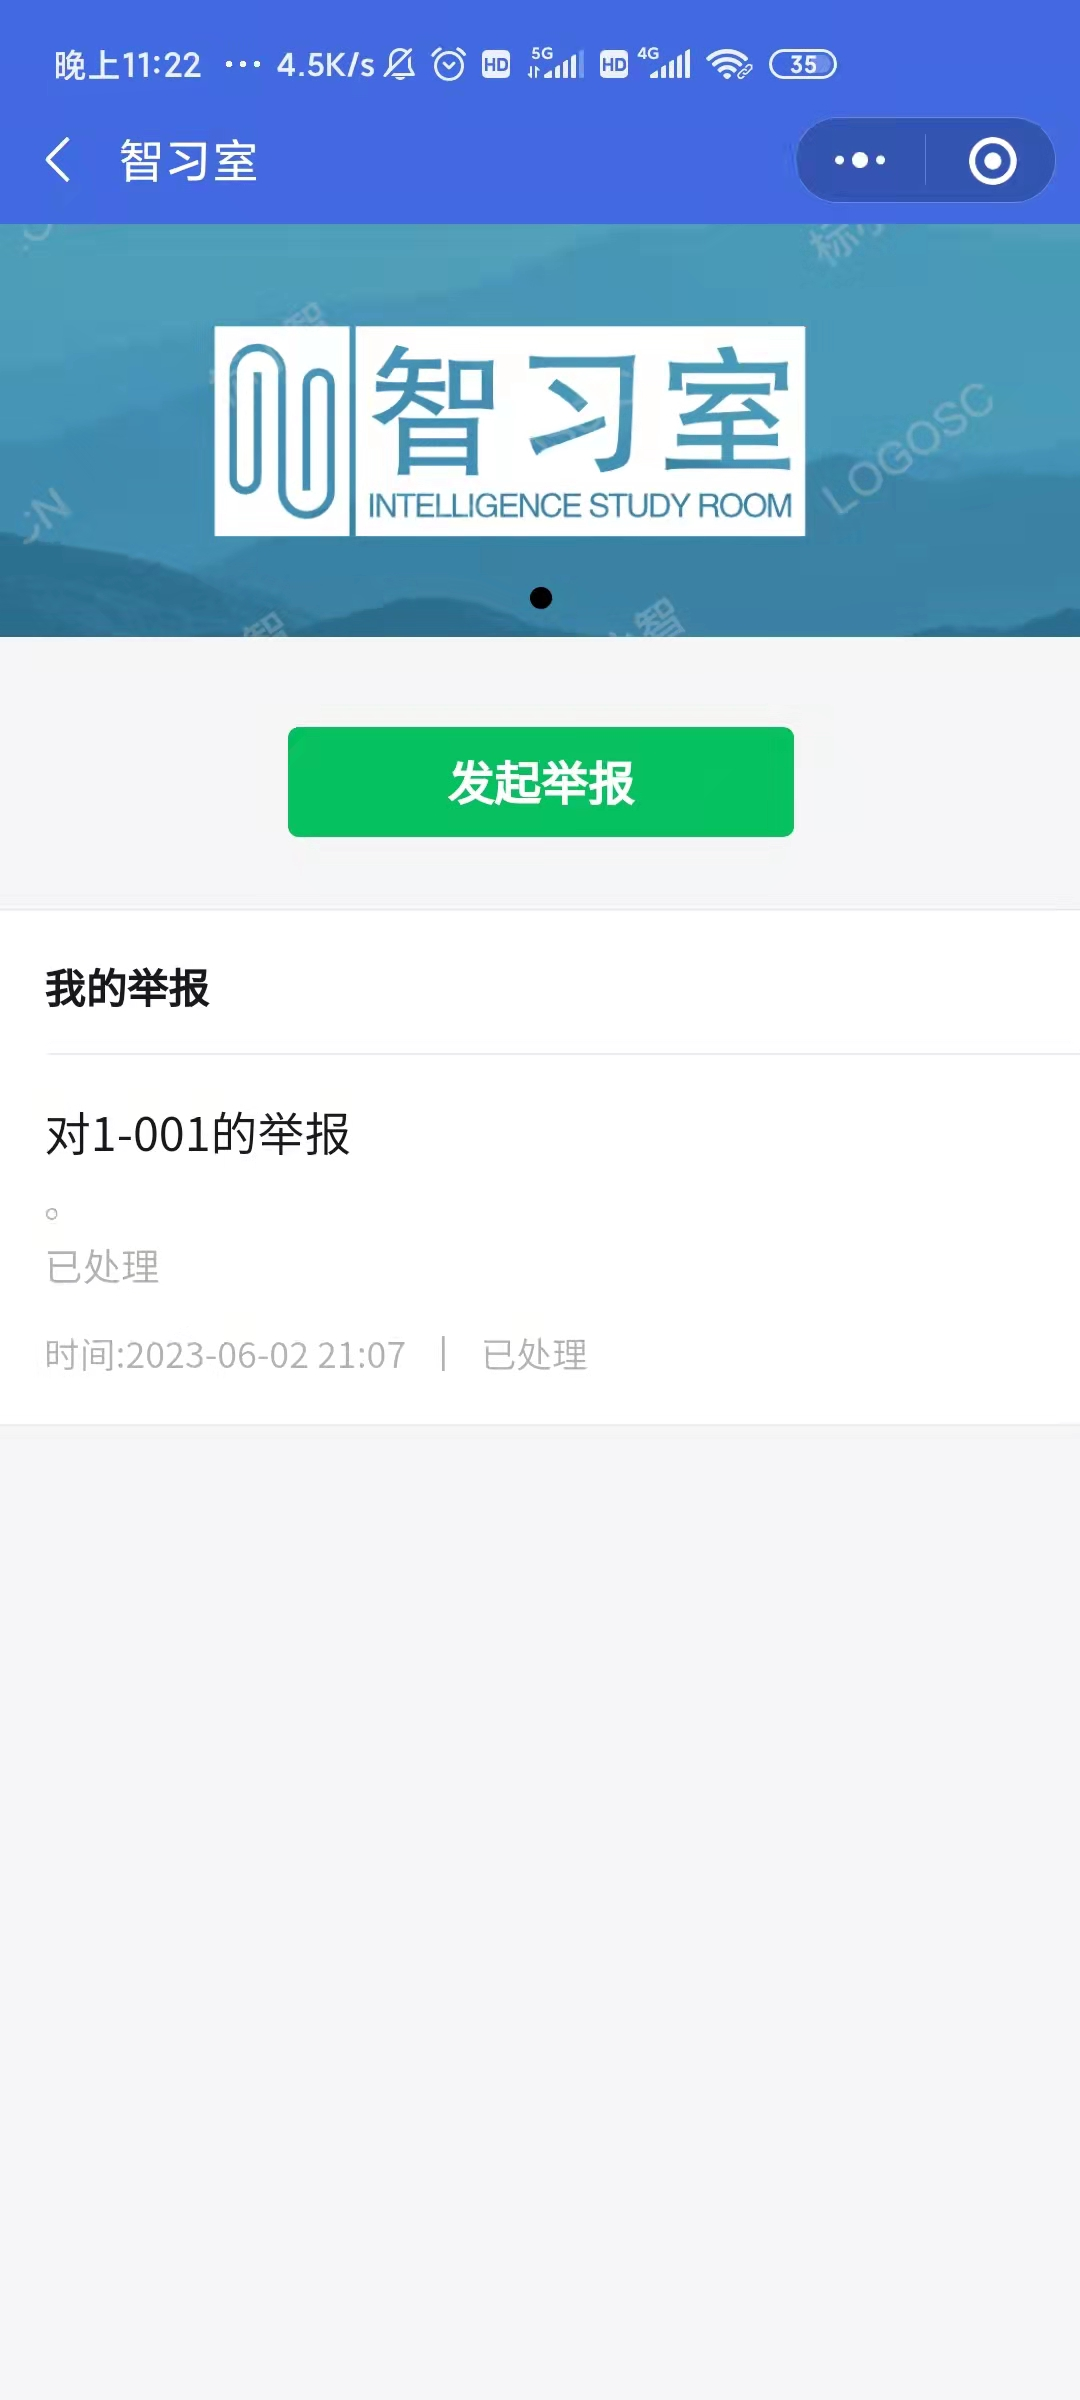 晚上11:22 ··· 4.5K/s HD 5G HD 4G 35
智习室
智习室
INTELLIGENCE STUDY ROOM
LOGOSC
发起举报
我的举报
对1-001的举报
。
已处理
时间:2023-06-02 21:07 | 已处理